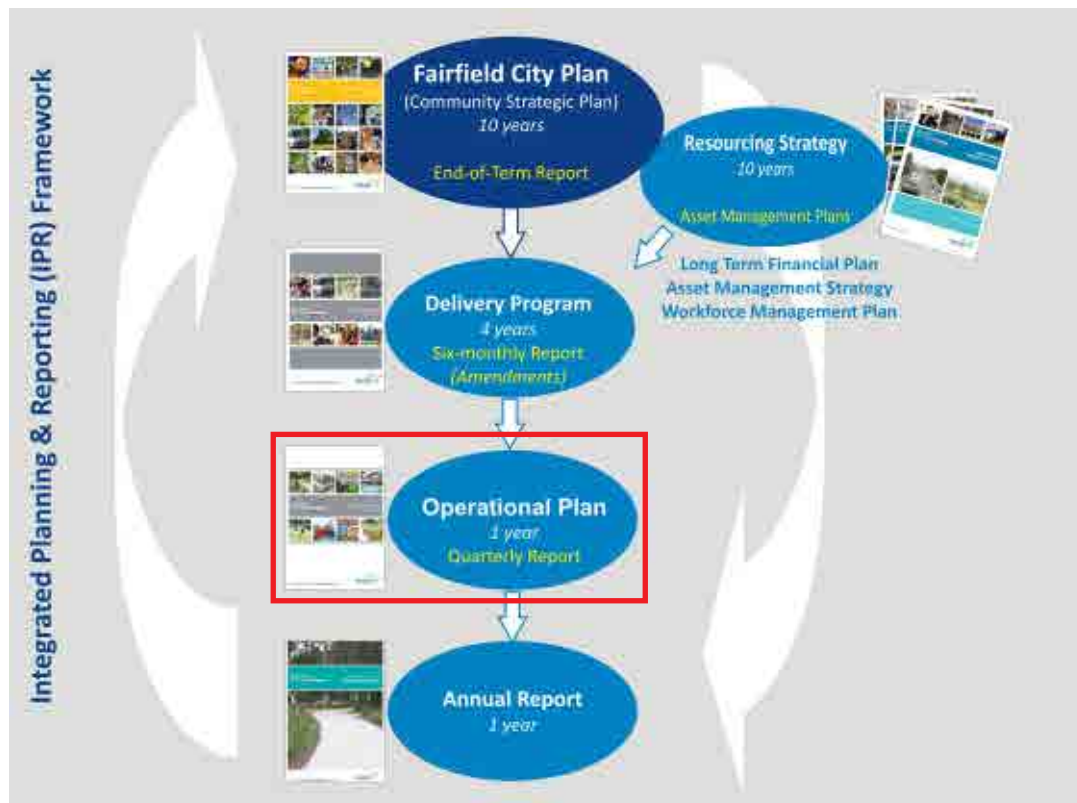 Integrated Planning & Reporting (IPR) Framework
Fairfield City Plan
(Community Strategic Plan)
10 years
End-of-Term Report
Resourcing Strategy
10 years
Asset Management Plans
Long Term Financial Plan
Asset Management Strategy
Workforce Management Plan
Delivery Program
4 years
Six-monthly Report
(Amendments)
Operational Plan
1 year
Quarterly Report
Annual Report
1 year